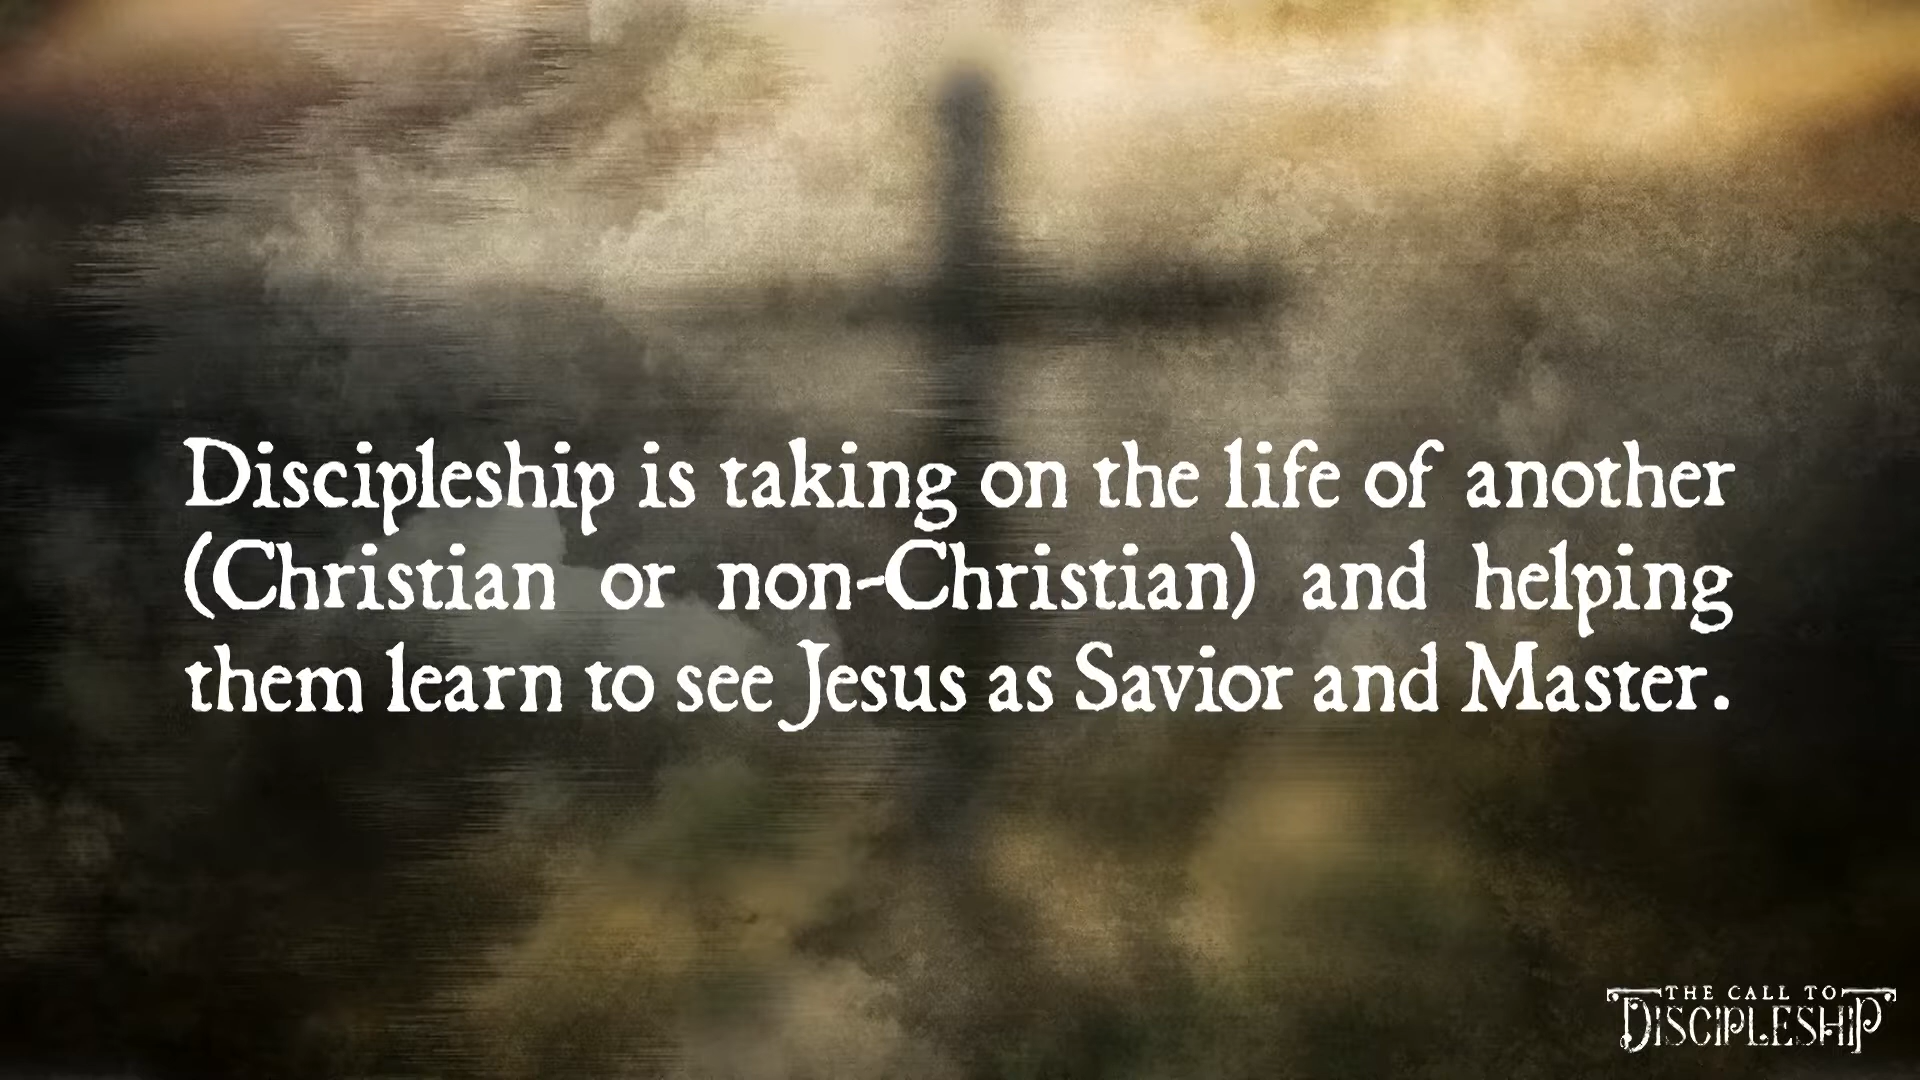 Discipleship is taking on the life of another
(Christian or non-Christian) and helping
them learn to see Jesus as Savior and Master.
THE CALL TO
DISCIPLESHIP